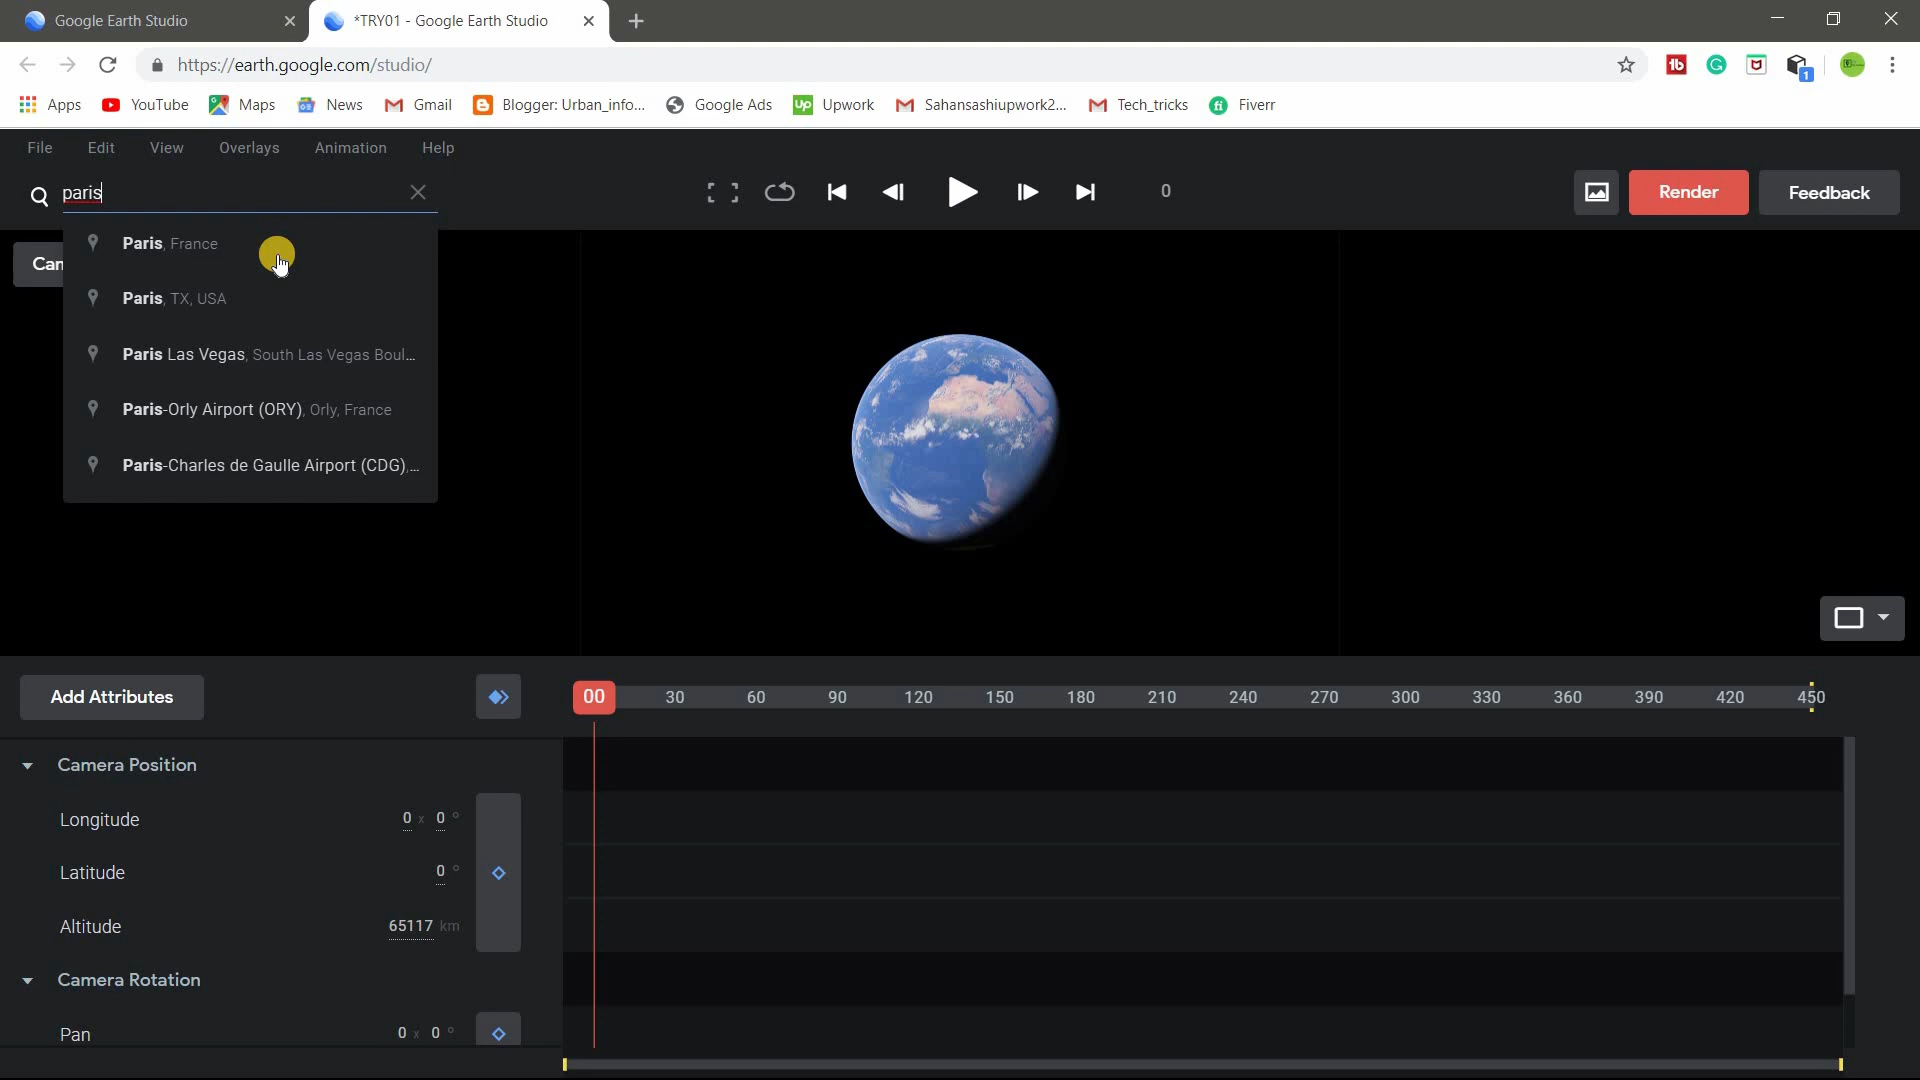 Google Earth Studio
*TRY01 - Google Earth Studio
https://earth.google.com/studio/
Apps YouTube Maps News Gmail Blogger: Urban_info... Google Ads Upwork Sahansashiupwork2... Tech_tricks Fiverr
File Edit View Overlays Animation Help
paris
0
Render
Feedback
Paris, France
Cam
Paris, TX, USA
Paris Las Vegas, South Las Vegas Boul...
Paris-Orly Airport (ORY), Orly, France
Paris-Charles de Gaulle Airport (CDG),...
Add Attributes
00 30 60 90 120 150 180 210 240 270 300 330 360 390 420 450
Camera Position
Longitude 0 x 0 °
Latitude 0 °
Altitude 65117 km
Camera Rotation
Pan 0 x 0 °